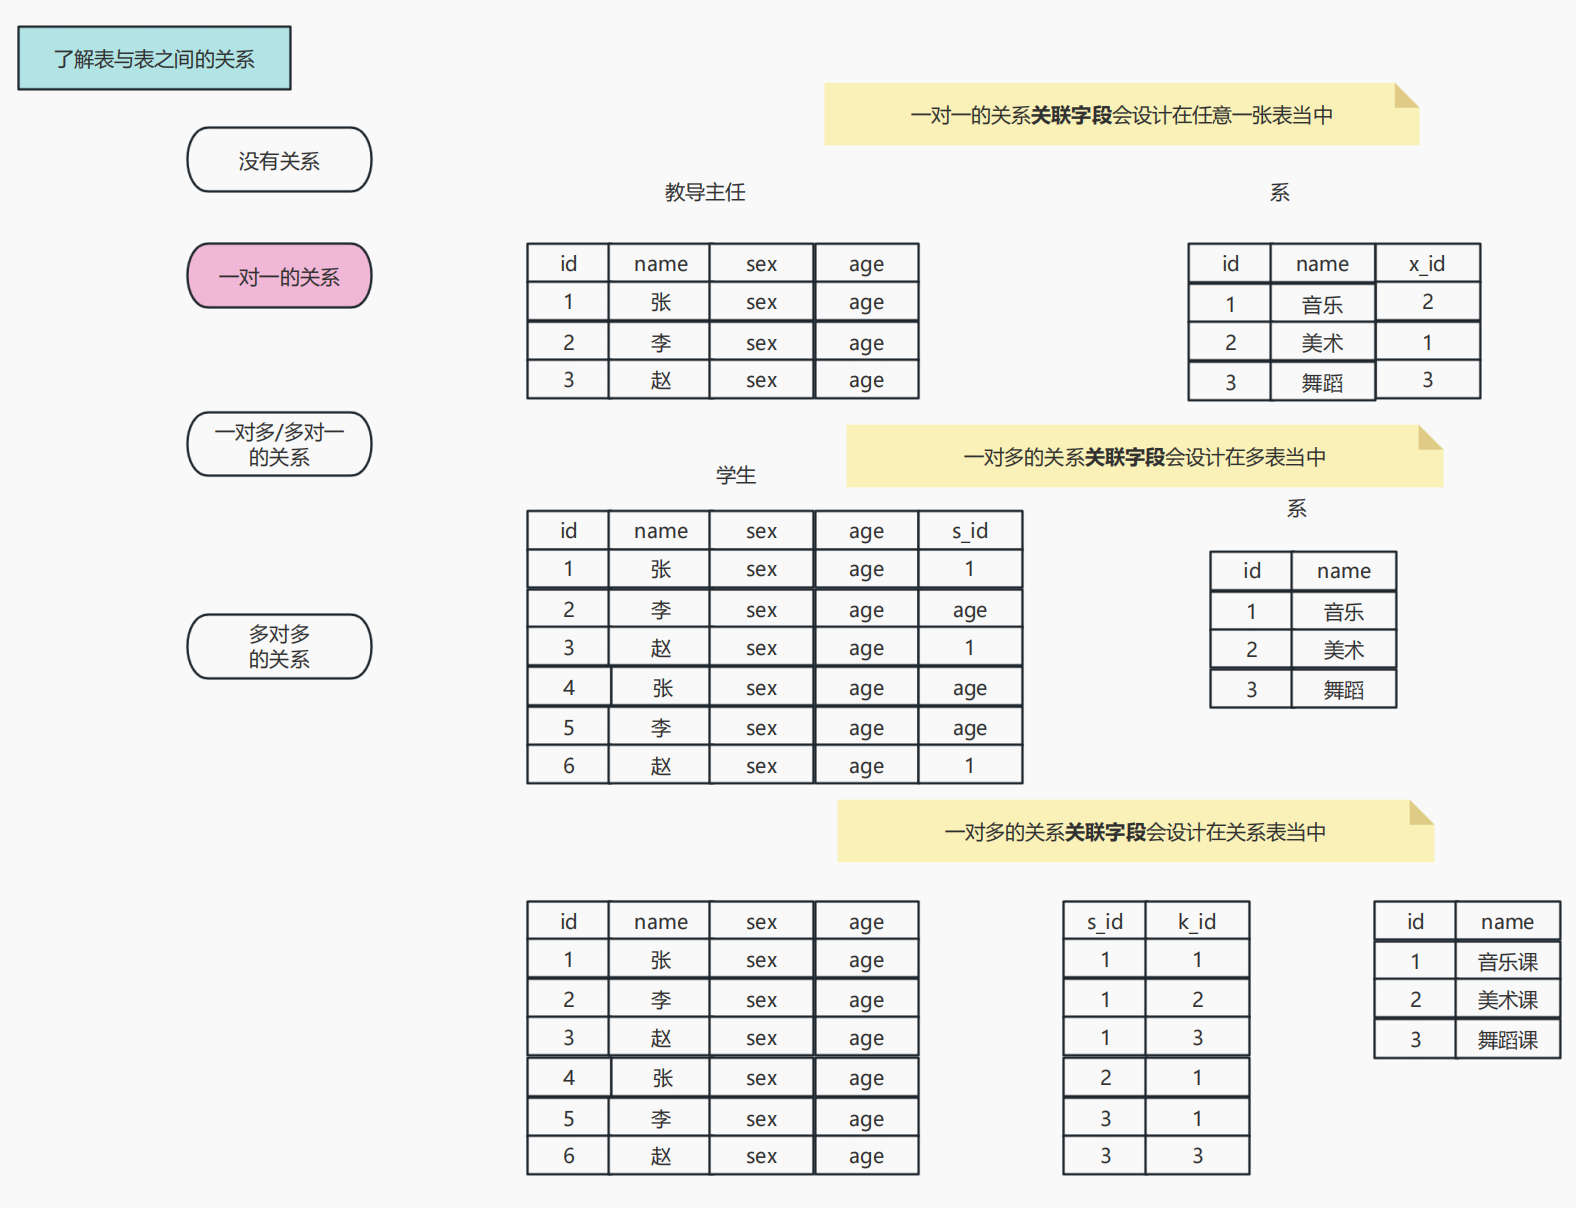 了解表与表之间的关系
没有关系
一对一的关系
一对多/多对一
的关系
多对多
的关系
一对一的关系关联字段会设计在任意一张表当中
教导主任
id name sex age
1 张 sex age
2 李 sex age
3 赵 sex age
系
id name x_id
1 音乐 2
2 美术 1
3 舞蹈 3
一对多的关系关联字段会设计在多表当中
学生
id name sex age s_id
1 张 sex age 1
2 李 sex age age
3 赵 sex age 1
4 张 sex age age
5 李 sex age age
6 赵 sex age 1
系
id name
1 音乐
2 美术
3 舞蹈
一对多的关系关联字段会设计在关系表当中
id name sex age
1 张 sex age
2 李 sex age
3 赵 sex age
4 张 sex age
5 李 sex age
6 赵 sex age
s_id k_id
1 1
1 2
1 3
2 1
3 1
3 3
id name
1 音乐课
2 美术课
3 舞蹈课